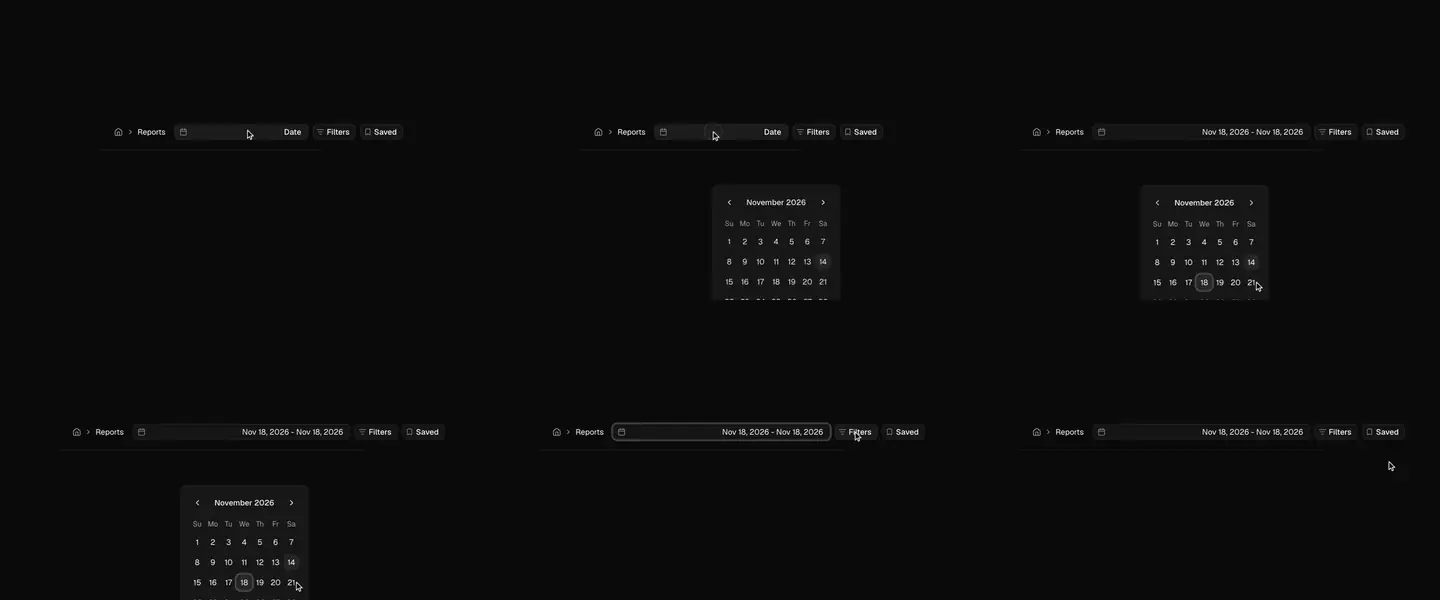 Reports Date Filters Saved
Reports Date Filters Saved
November 2026
Su Mo Tu We Th Fr Sa
1 2 3 4 5 6 7
8 9 10 11 12 13 14
15 16 17 18 19 20 21
Reports Nov 18, 2026 - Nov 18, 2026 Filters Saved
November 2026
Su Mo Tu We Th Fr Sa
1 2 3 4 5 6 7
8 9 10 11 12 13 14
15 16 17 18 19 20 21
Reports Nov 18, 2026 - Nov 18, 2026 Filters Saved
November 2026
Su Mo Tu We Th Fr Sa
1 2 3 4 5 6 7
8 9 10 11 12 13 14
15 16 17 18 19 20 21
Reports Nov 18, 2026 - Nov 18, 2026 Filters Saved
Reports Nov 18, 2026 - Nov 18, 2026 Filters Saved